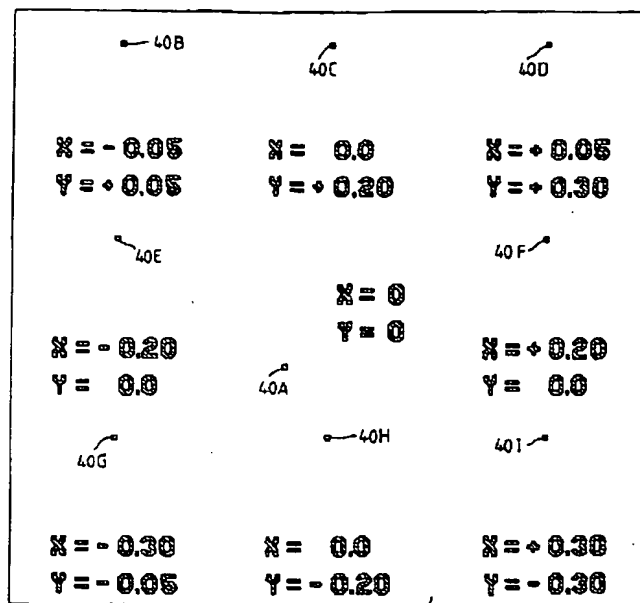 40B
40C
40D
X = - 0.05
X = 0.0
X = + 0.05
Y = + 0.05
Y = + 0.20
Y = + 0.30
40E
40F
X = 0
Y = 0
X = - 0.20
X = + 0.20
40A
Y = 0.0
Y = 0.0
40G
40H
40I
X = - 0.30
X = 0.0
X = + 0.30
Y = - 0.05
Y = - 0.20
Y = - 0.30